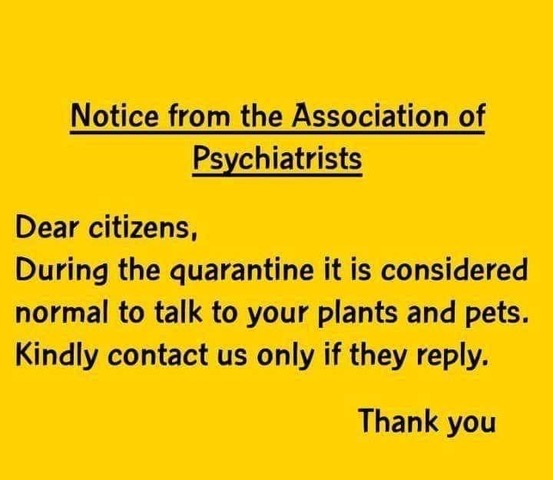 Notice from the Association of
Psychiatrists
Dear citizens,
During the quarantine it is considered
normal to talk to your plants and pets.
Kindly contact us only if they reply.
Thank you